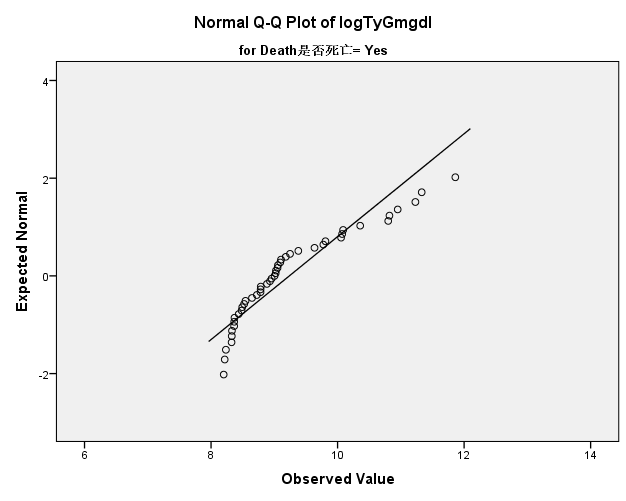 Normal Q-Q Plot of logTyGmgdl
for Death是否死亡= Yes
4
2
0
-2
Expected Normal
6 8 10 12 14
Observed Value